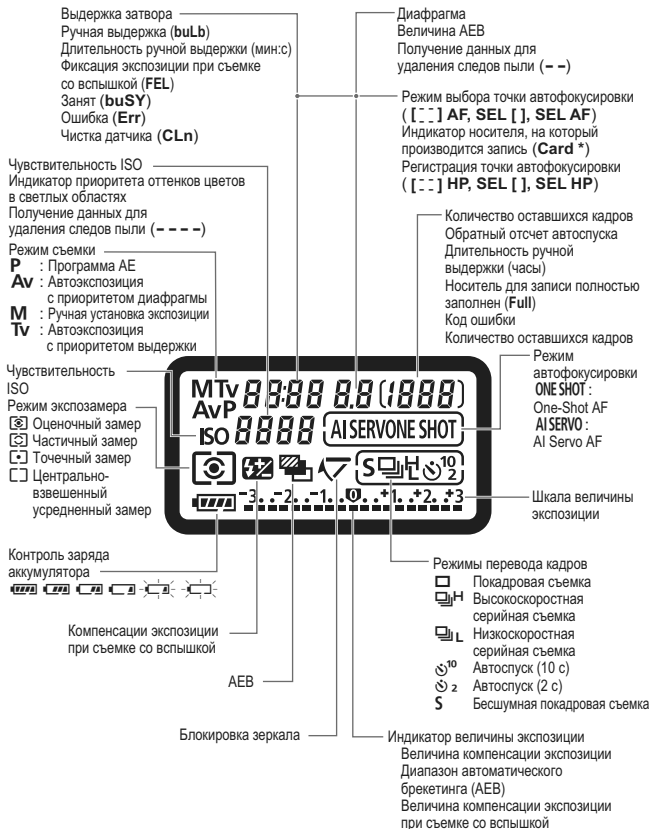 Выдержка затвора
Ручная выдержка (buLb)
Длительность ручной выдержки (мин:с)
Фиксация экспозиции при съемке
со вспышкой (FEL)
Занят (buSY)
Ошибка (Err)
Чистка датчика (CLn)
Диафрагма
Величина AEB
Получение данных для
удаления следов пыли (– –)
Режим выбора точки автофокусировки
([ ] AF, SEL [ ], SEL AF)
Индикатор носителя, на который
производится запись (Card *)
Регистрация точки автофокусировки
([ ] HP, SEL [ ], SEL HP)
Чувствительность ISO
Индикатор приоритета оттенков цветов
в светлых областях
Получение данных для
удаления следов пыли (– – – –)
Количество оставшихся кадров
Обратный отсчет автоспуска
Длительность ручной
выдержки (часы)
Носитель для записи полностью
заполнен (Full)
Код ошибки
Количество оставшихся кадров
Режим съемки
P : Программа AE
Av : Автоэкспозиция
с приоритетом диафрагмы
M : Ручная установка экспозиции
Tv : Автоэкспозиция
с приоритетом выдержки
Режим
автофокусировки
ONE SHOT :
One-Shot AF
AI SERVO :
AI Servo AF
Чувствительность
ISO
Режим экспозамера
Оценочный замер
Частичный замер
Точечный замер
Центрально-
взвешенный
усредненный замер
MTv 88:88 8.8 (1888)
AvP
ISO 8888 AI SERVONE SHOT
S H 10 2
-3..-2..-1..0..+1..+2..+3
Шкала величины
экспозиции
Контроль заряда
аккумулятора
Компенсации экспозиции
при съемке со вспышкой
AEB
Блокировка зеркала
Режимы перевода кадров
Покадровая съемка
H Высокоскоростная
серийная съемка
L Низкоскоростная
серийная съемка
10 Автоспуск (10 с)
2 Автоспуск (2 с)
S Бесшумная покадровая съемка
Индикатор величины экспозиции
Величина компенсации экспозиции
Диапазон автоматического
брекетинга (AEB)
Величина компенсации экспозиции
при съемке со вспышкой